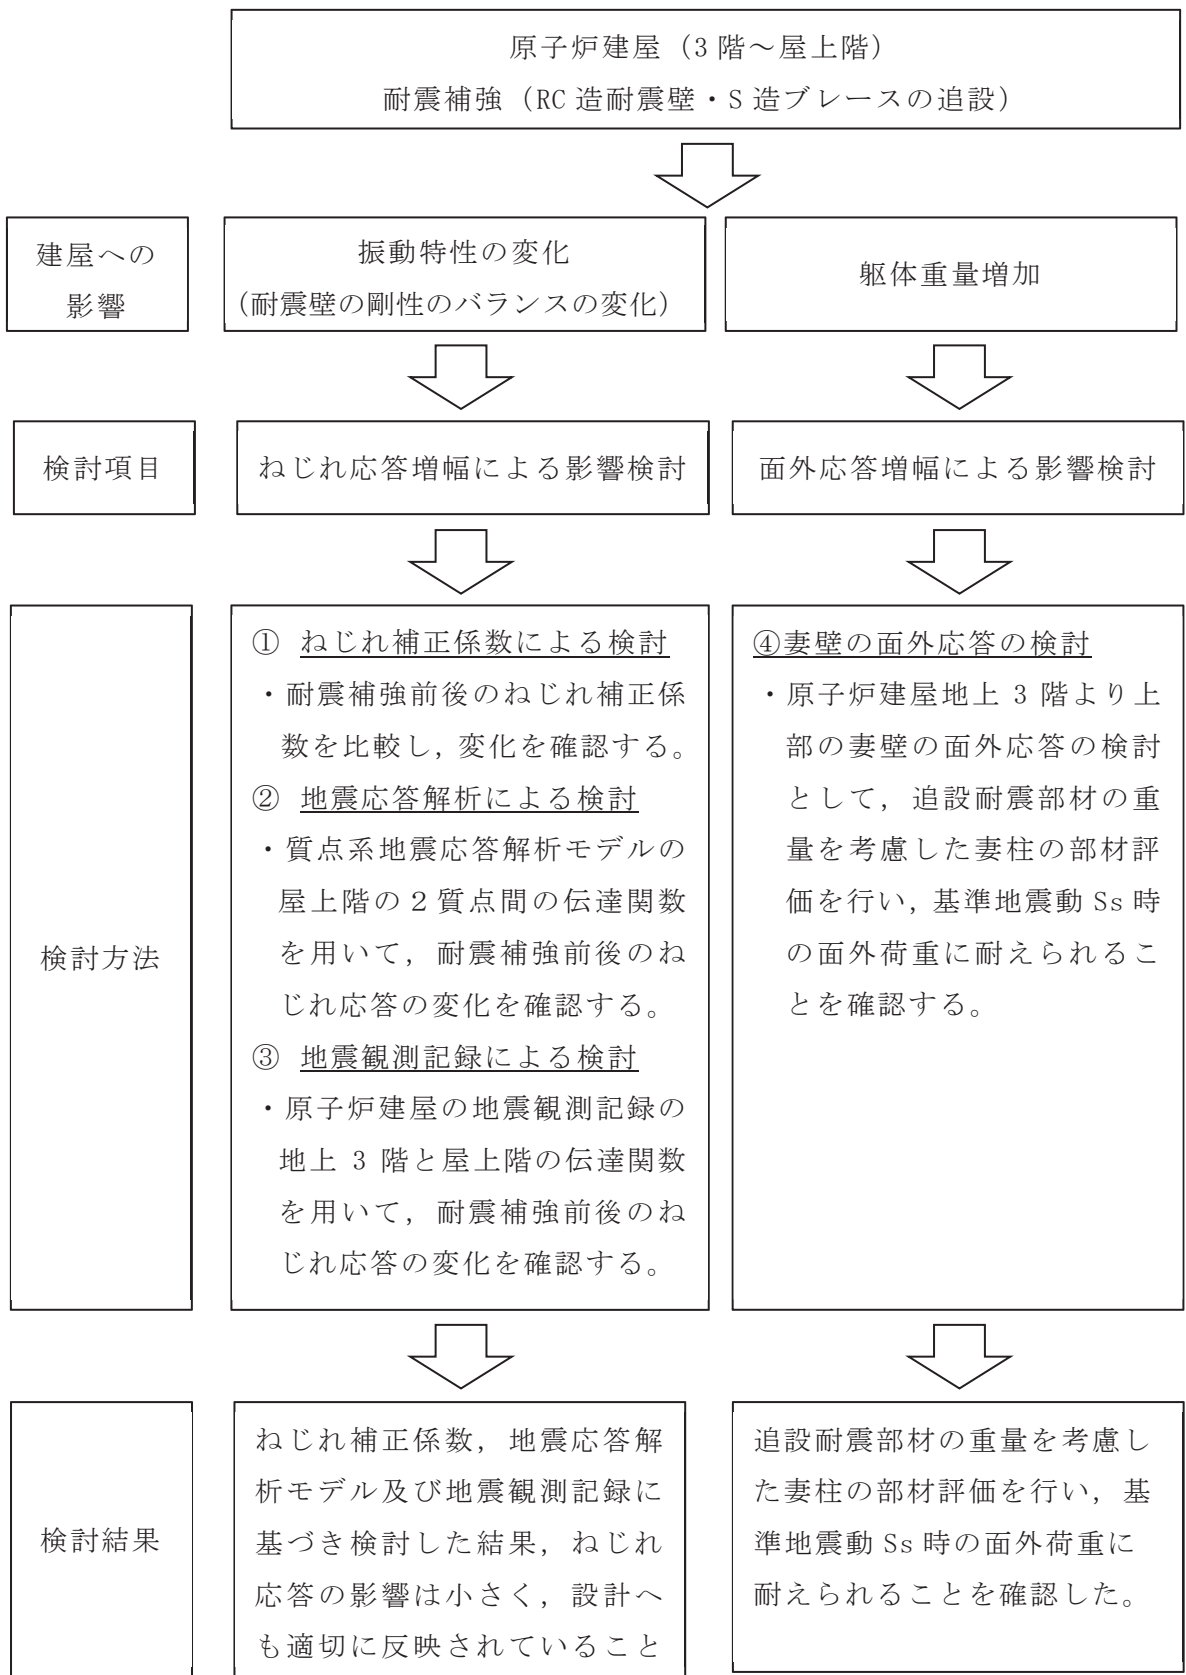 原子炉建屋（3階～屋上階）
耐震補強（RC造耐震壁・S造ブレースの追設）
建屋への
影響
振動特性の変化
(耐震壁の剛性のバランスの変化)
躯体重量増加
検討項目
ねじれ応答増幅による影響検討
面外応答増幅による影響検討
検討方法
① ねじれ補正係数による検討
・耐震補強前後のねじれ補正係
数を比較し，変化を確認する。
② 地震応答解析による検討
・質点系地震応答解析モデルの
屋上階の２質点間の伝達関数
を用いて，耐震補強前後のね
じれ応答の変化を確認する。
③ 地震観測記録による検討
・原子炉建屋の地震観測記録の
地上 3 階と屋上階の伝達関数
を用いて，耐震補強前後のね
じれ応答の変化を確認する。
④妻壁の面外応答の検討
・原子炉建屋地上 3 階より上
部の妻壁の面外応答の検討
として，追設耐震部材の重
量を考慮した妻柱の部材評
価を行い，基準地震動 Ss 時
の面外荷重に耐えられるこ
とを確認する。
検討結果
ねじれ補正係数，地震応答解
析モデル及び地震観測記録に
基づき検討した結果，ねじれ
応答の影響は小さく，設計へ
も適切に反映されていること
追設耐震部材の重量を考慮し
た妻柱の部材評価を行い，基
準地震動 Ss 時の面外荷重に
耐えられることを確認した。